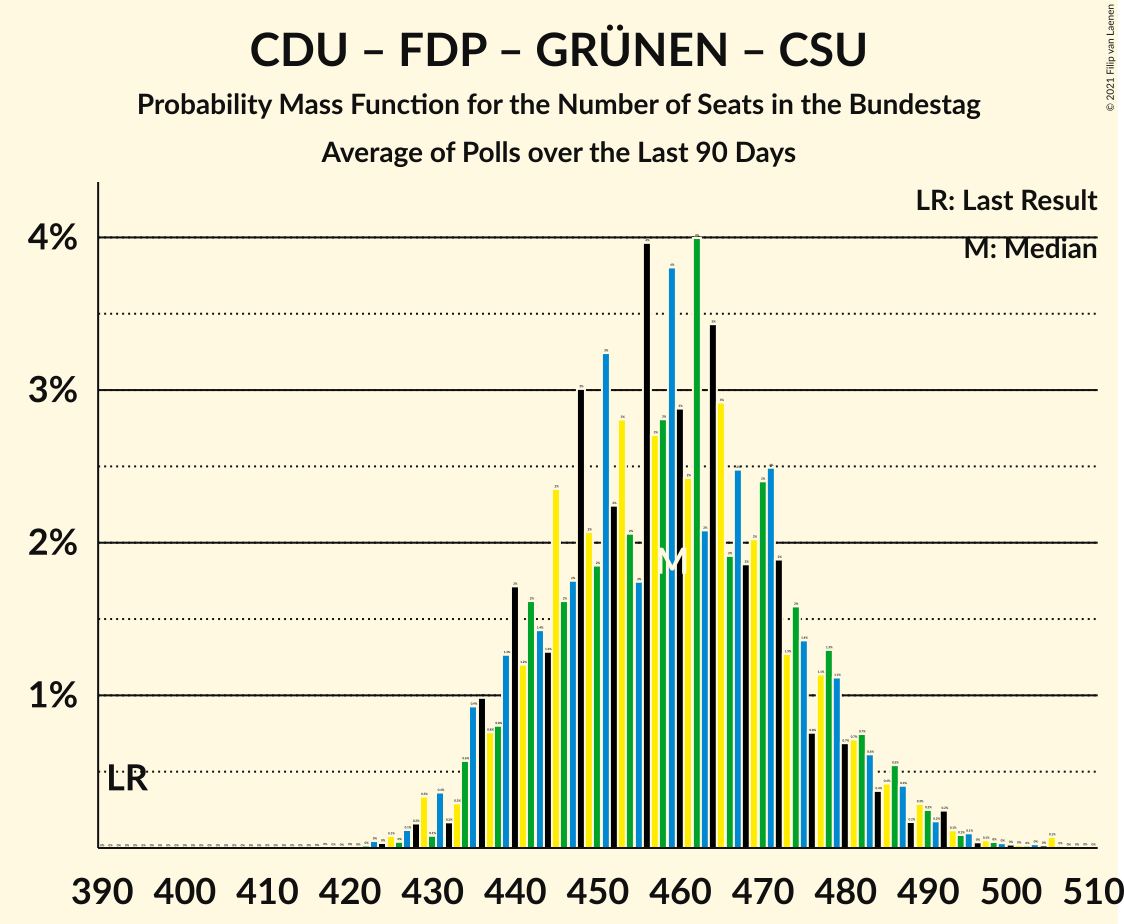 CDU – FDP – GRÜNEN – CSU
Probability Mass Function for the Number of Seats in the Bundestag
Average of Polls over the Last 90 Days
© 2021 Filip van Laenen
LR: Last Result
M: Median
4%
3%
2%
1%
M
LR
390 400 410 420 430 440 450 460 470 480 490 500 510